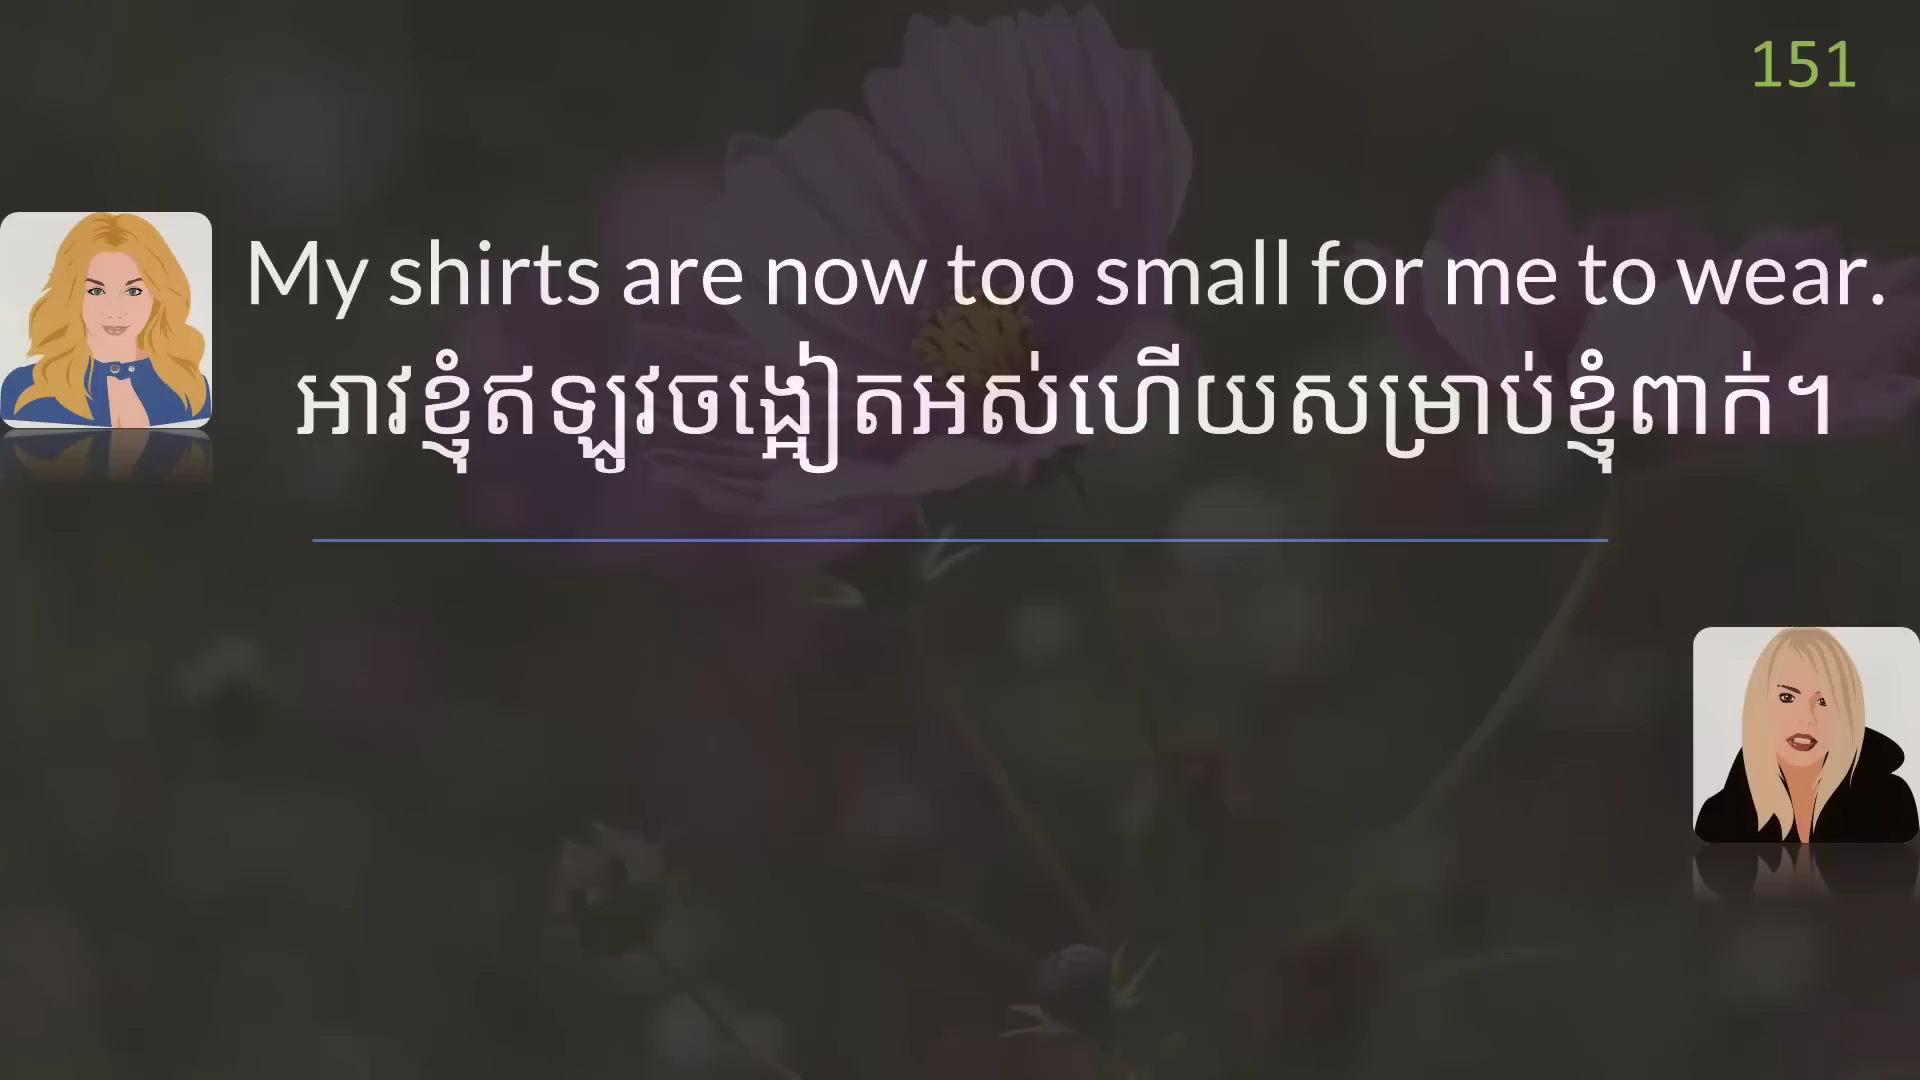 151
My shirts are now too small for me to wear.
អាវខ្ញុំឥឡូវចង្អៀតអស់ហើយសម្រាប់ខ្ញុំពាក់។